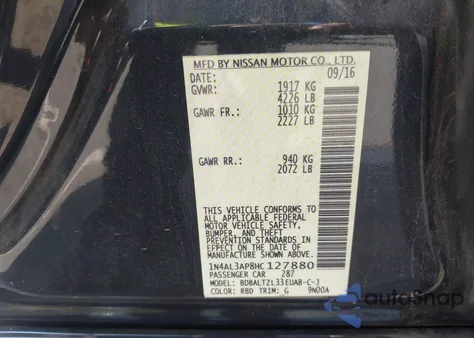 MFD BY NISSAN MOTOR CO., LTD.
DATE: 09/16
GVWR: 1917 KG
4226 LB
GAWR FR.: 1010 KG
2227 LB
GAWR RR.: 940 KG
2072 LB
THIS VEHICLE CONFORMS TO
ALL APPLICABLE FEDERAL
MOTOR VEHICLE SAFETY,
BUMPER, AND THEFT
PREVENTION STANDARDS IN
EFFECT ON THE DATE OF
MANUFACTURE SHOWN ABOVE.
1N4AL3AP8HC127880
PASSENGER CAR 287
MODEL: BDBALTZL33EUAB-C-J
COLOR: RBD TRIM: G 9N00A
autoSnap